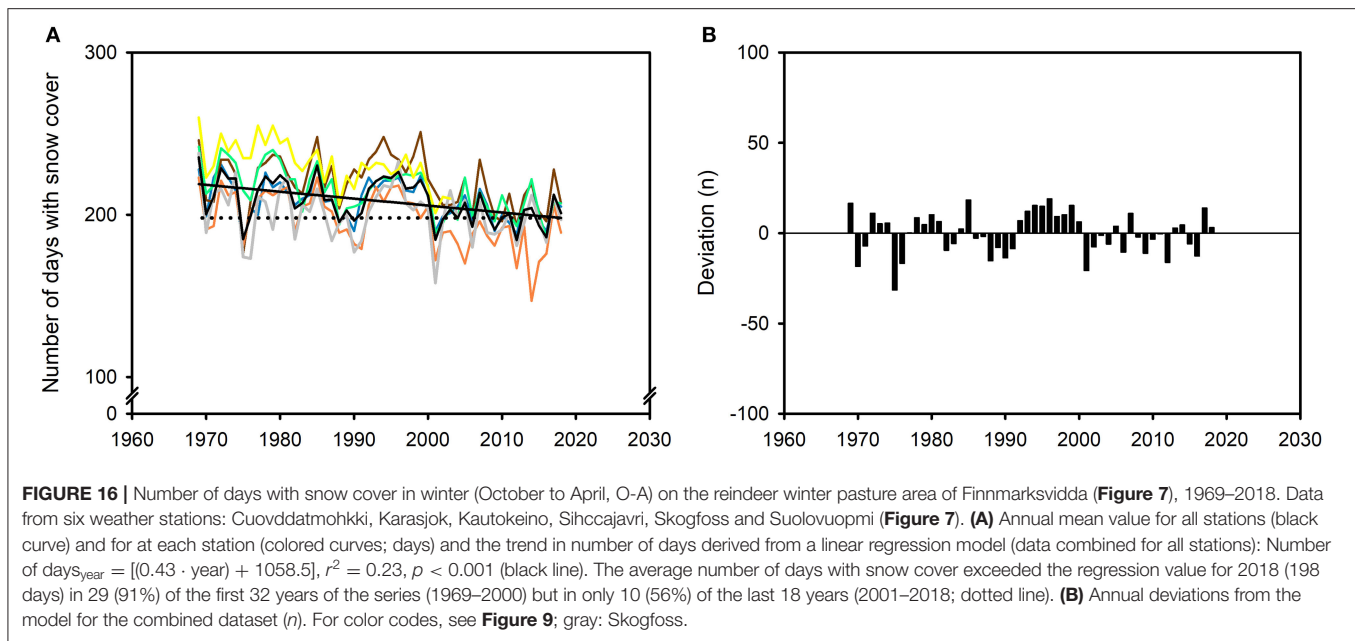 A
B
300
200
100
0
Number of days with snow cover
1960 1970 1980 1990 2000 2010 2020 2030
100
50
0
-50
-100
Deviation (n)
1960 1970 1980 1990 2000 2010 2020 2030
FIGURE 16 | Number of days with snow cover in winter (October to April, O-A) on the reindeer winter pasture area of Finnmarksvidda (Figure 7), 1969–2018. Data
from six weather stations: Cuovddatmohkki, Karasjok, Kautokeino, Sihccajavri, Skogfoss and Suolovuopmi (Figure 7). (A) Annual mean value for all stations (black
curve) and for at each station (colored curves; days) and the trend in number of days derived from a linear regression model (data combined for all stations): Number
of daysyear = [(0.43 · year) + 1058.5], r2 = 0.23, p < 0.001 (black line). The average number of days with snow cover exceeded the regression value for 2018 (198
days) in 29 (91%) of the first 32 years of the series (1969–2000) but in only 10 (56%) of the last 18 years (2001–2018; dotted line). (B) Annual deviations from the
model for the combined dataset (n). For color codes, see Figure 9; gray: Skogfoss.